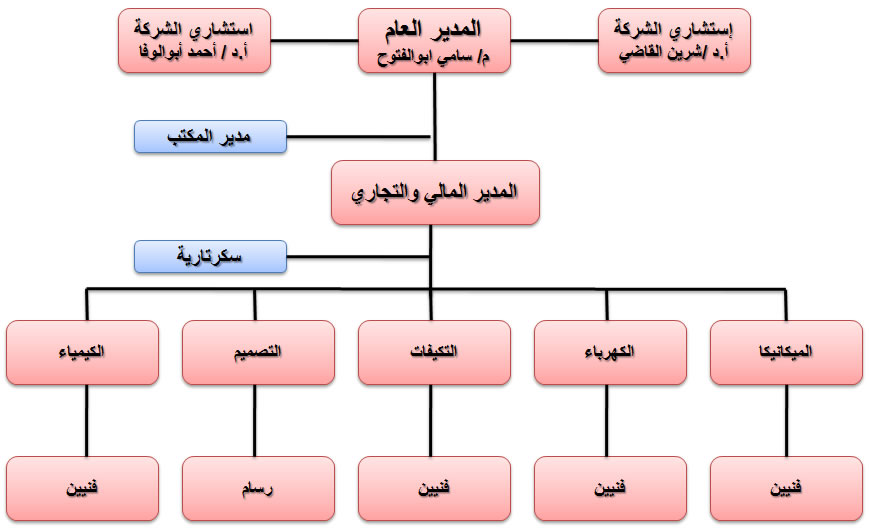 إستشاري الشركة
أ.د /شرين القاضي
المدير العام
م/ سامي ابوالفتوح
استشاري الشركة
أ.د / أحمد أبوالوفا
مدير المكتب
المدير المالي والتجاري
سكرتارية
الميكانيكا
الكهرباء
التكيفات
التصميم
الكيمياء
فنيين
فنيين
فنيين
رسام
فنيين